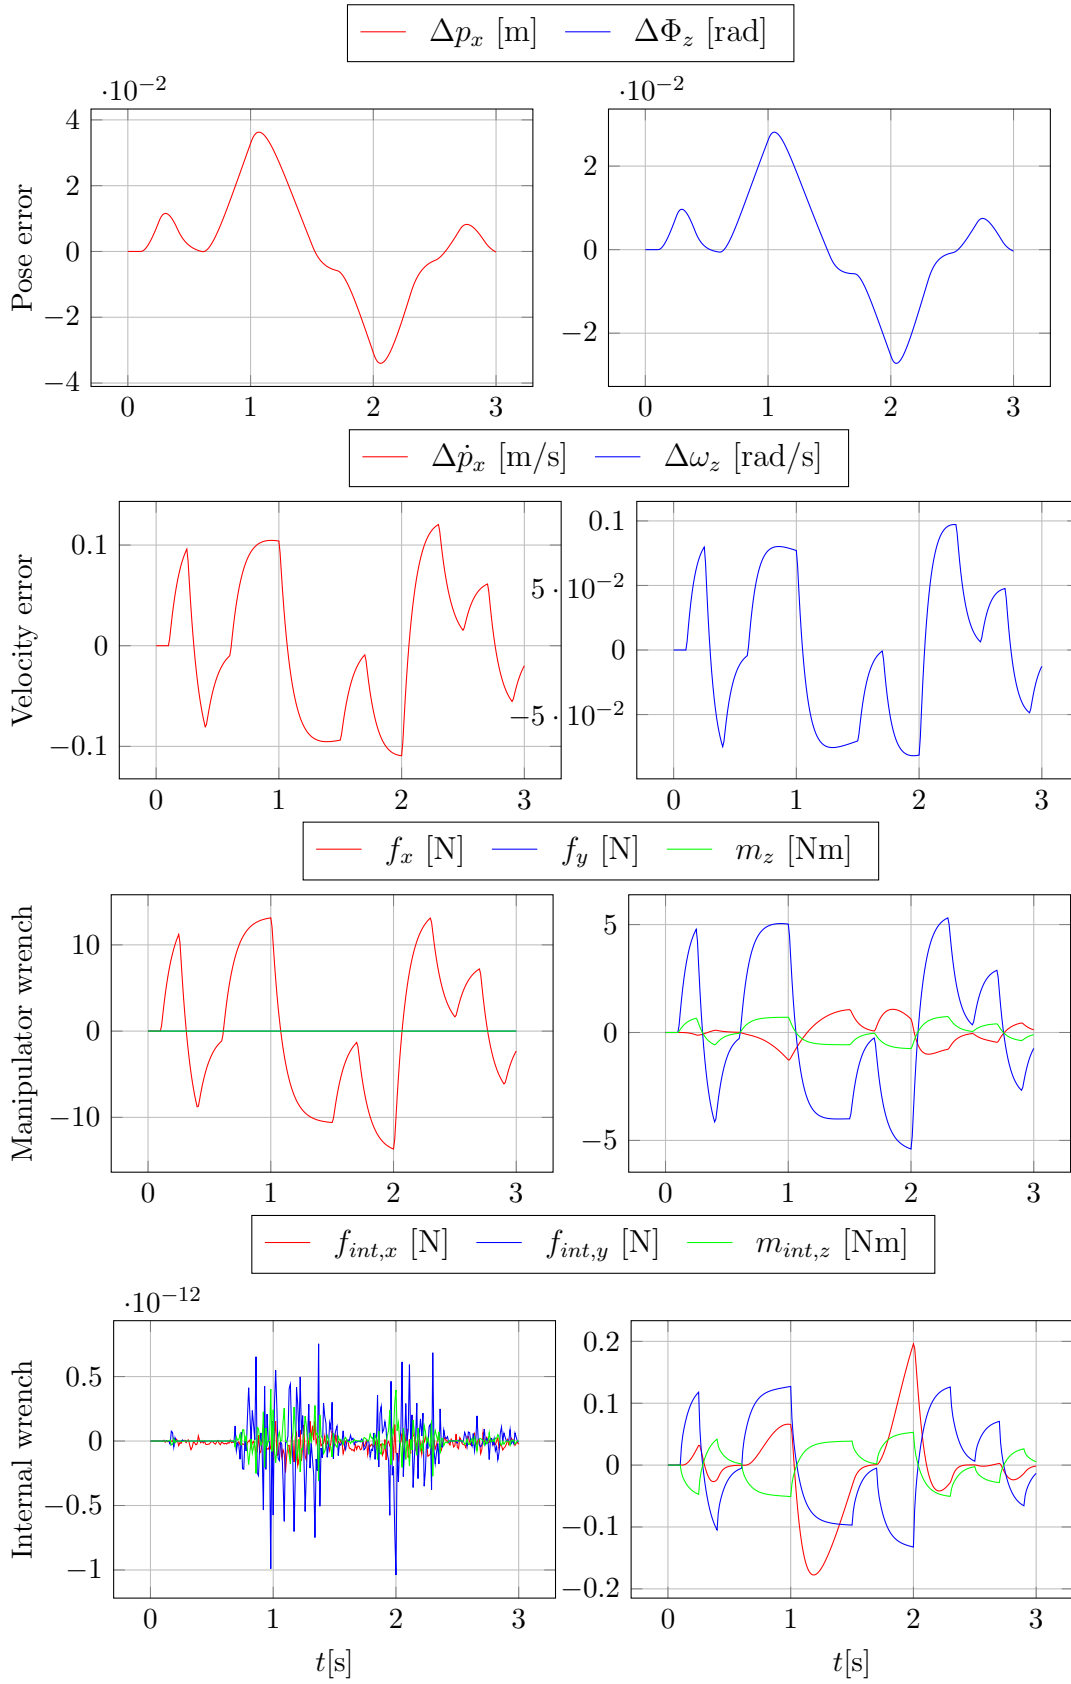 Δp_x [m] ΔΦ_z [rad]
·10^−2 ·10^−2
Pose error
4
2
0
−2
−4
0 1 2 3
2
0
−2
0 1 2 3
Δṗ_x [m/s] Δω_z [rad/s]
Velocity error
0.1
0
−0.1
0 1 2 3
0.1
5 · 10^−2
0
−5 · 10^−2
0 1 2 3
f_x [N] f_y [N] m_z [Nm]
Manipulator wrench
10
0
−10
0 1 2 3
5
0
−5
0 1 2 3
f_int,x [N] f_int,y [N] m_int,z [Nm]
·10^−12
Internal wrench
0.5
0
−0.5
−1
0 1 2 3
t[s]
0.2
0.1
0
−0.1
−0.2
0 1 2 3
t[s]